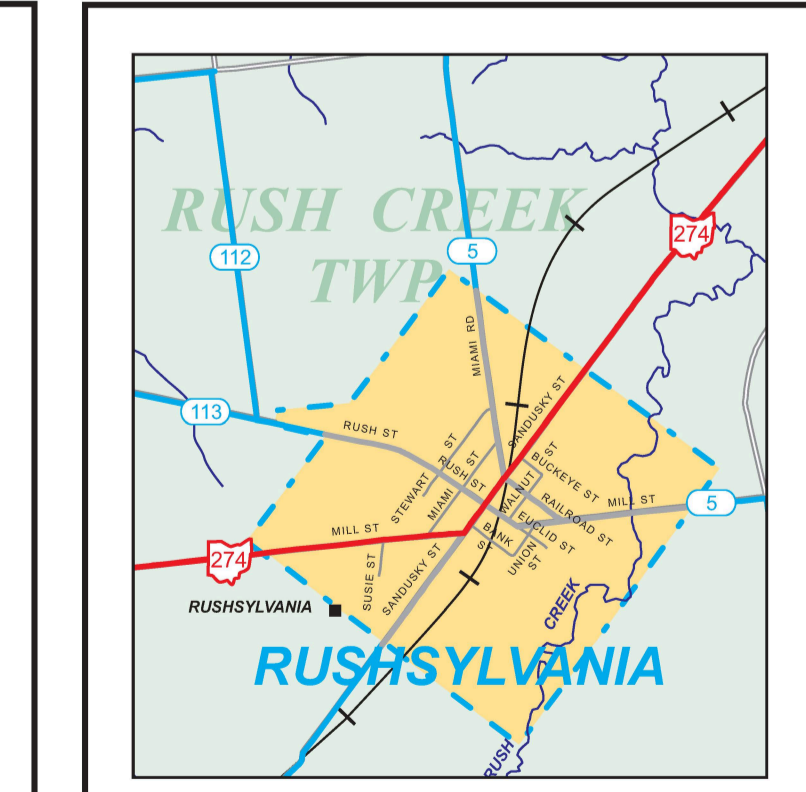 RUSH CREEK
TWP
112
5
274
113
MIAMI RD
SANDUSKY ST
RUSH ST
STEWART ST
RUSH ST
MIAMI ST
WALNUT ST
BUCKEYE ST
RAILROAD ST
MILL ST
5
EUCLID ST
BANK ST
UNION ST
MILL ST
274
SUSIE ST
SANDUSKY ST
RUSHSYLVANIA
RUSHSYLVANIA
RUSH CREEK